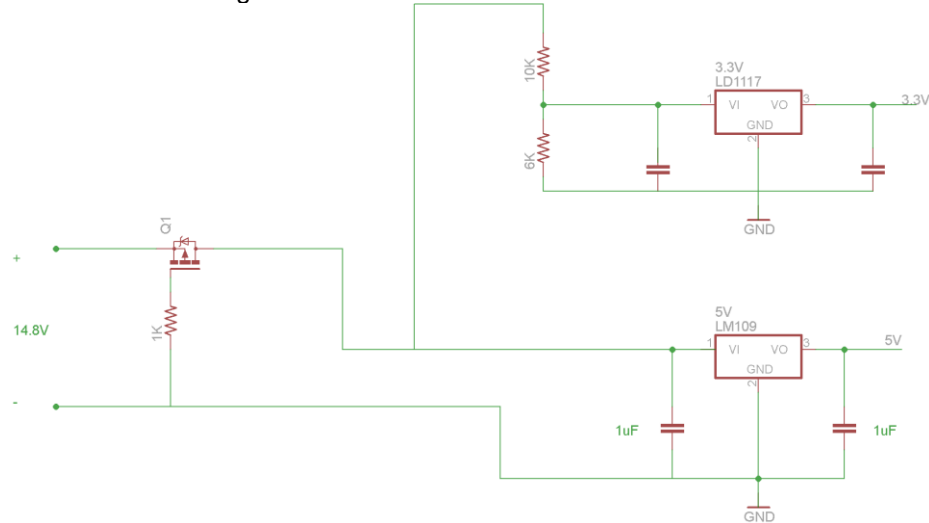 10K
3.3V
LD1117
1 VI VO 3
3.3V
GND
2
6K
GND
Q1
+
14.8V
1K
-
5V
LM109
1 VI VO 3
5V
GND
2
1uF
1uF
GND